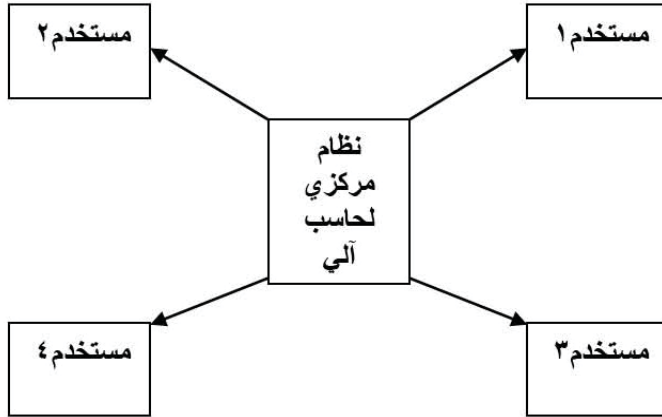 مستخدم١
مستخدم٢
نظام
مركزي
لحاسب
آلي
مستخدم٣
مستخدم٤